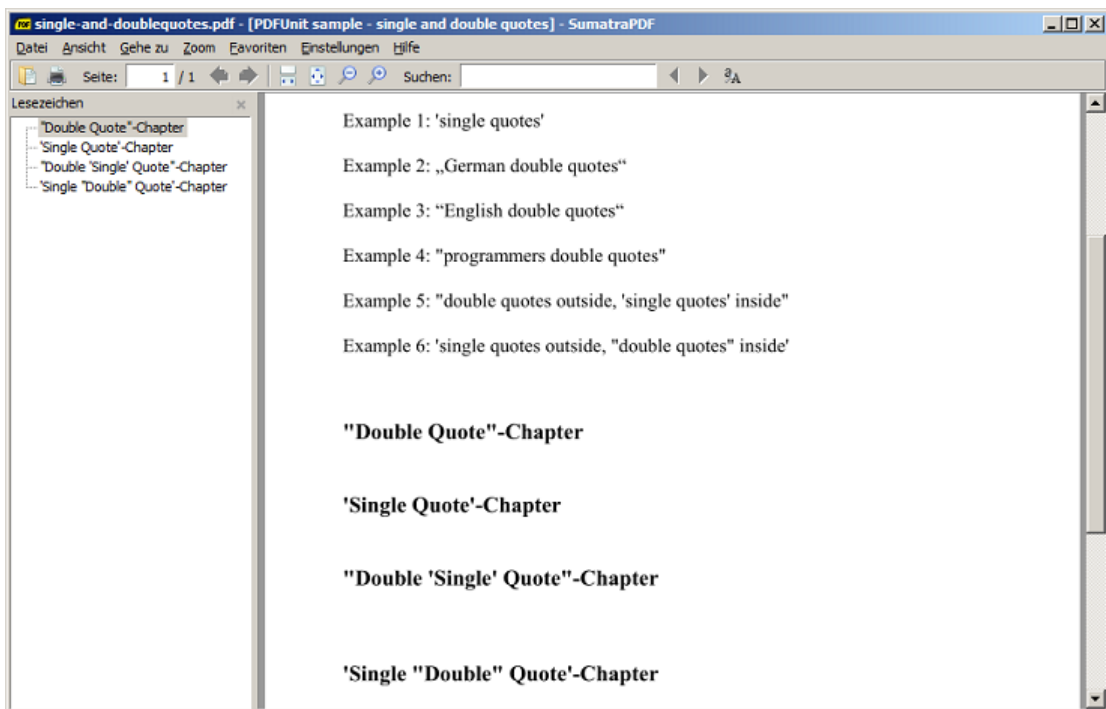 single-and-doublequotes.pdf - [PDFUnit sample - single and double quotes] - SumatraPDF
Datei Ansicht Gehe zu Zoom Favoriten Einstellungen Hilfe
Seite: 1 / 1 Suchen:
Lesezeichen
"Double Quote"-Chapter
'Single Quote'-Chapter
"Double 'Single' Quote"-Chapter
'Single "Double" Quote'-Chapter
Example 1: 'single quotes'
Example 2: „German double quotes“
Example 3: “English double quotes“
Example 4: "programmers double quotes"
Example 5: "double quotes outside, 'single quotes' inside"
Example 6: 'single quotes outside, "double quotes" inside'
"Double Quote"-Chapter
'Single Quote'-Chapter
"Double 'Single' Quote"-Chapter
'Single "Double" Quote'-Chapter